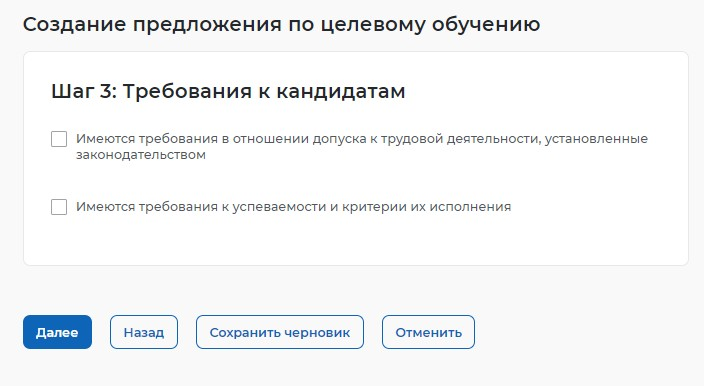 Создание предложения по целевому обучению
Шаг 3: Требования к кандидатам
Имеются требования в отношении допуска к трудовой деятельности, установленные
законодательством
Имеются требования к успеваемости и критерии их исполнения
Далее
Назад
Сохранить черновик
Отменить